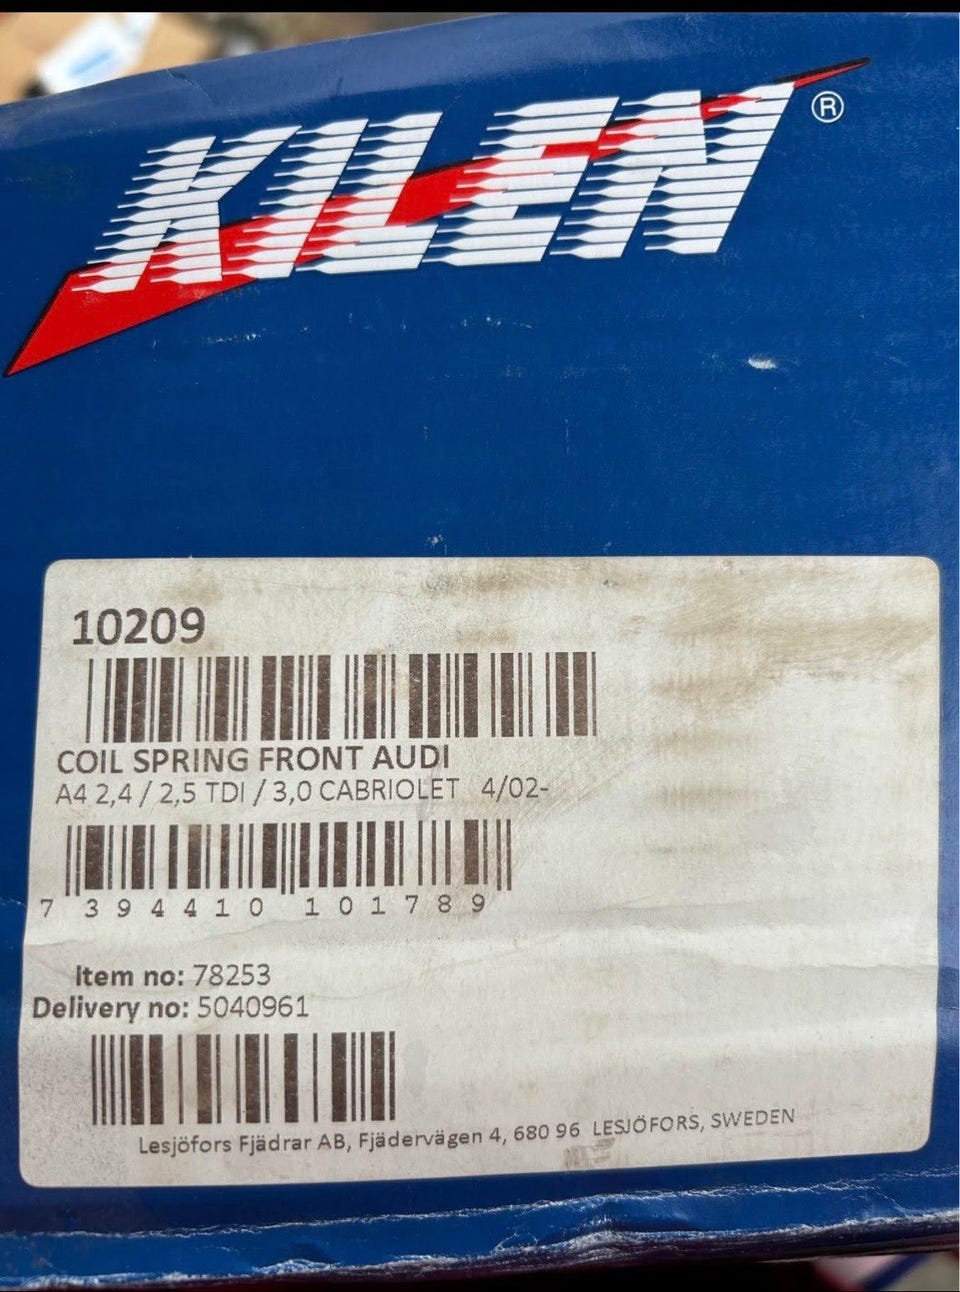 KILEN®
10209
COIL SPRING FRONT AUDI
A4 2,4 / 2,5 TDI / 3,0 CABRIOLET 4/02-
7 394410 101789
Item no: 78253
Delivery no: 5040961
Lesjöfors Fjädrar AB, Fjädervägen 4, 680 96 LESJÖFORS, SWEDEN